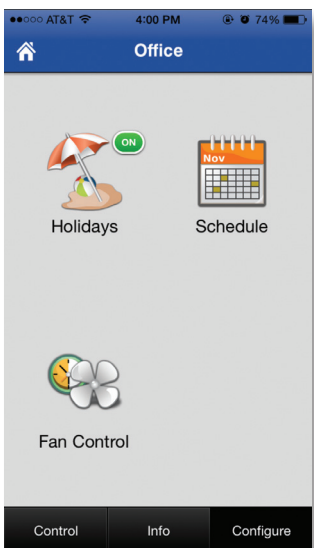 AT&T 4:00 PM 74%
Office
ON
Nov
Holidays Schedule
Fan Control
Control Info Configure